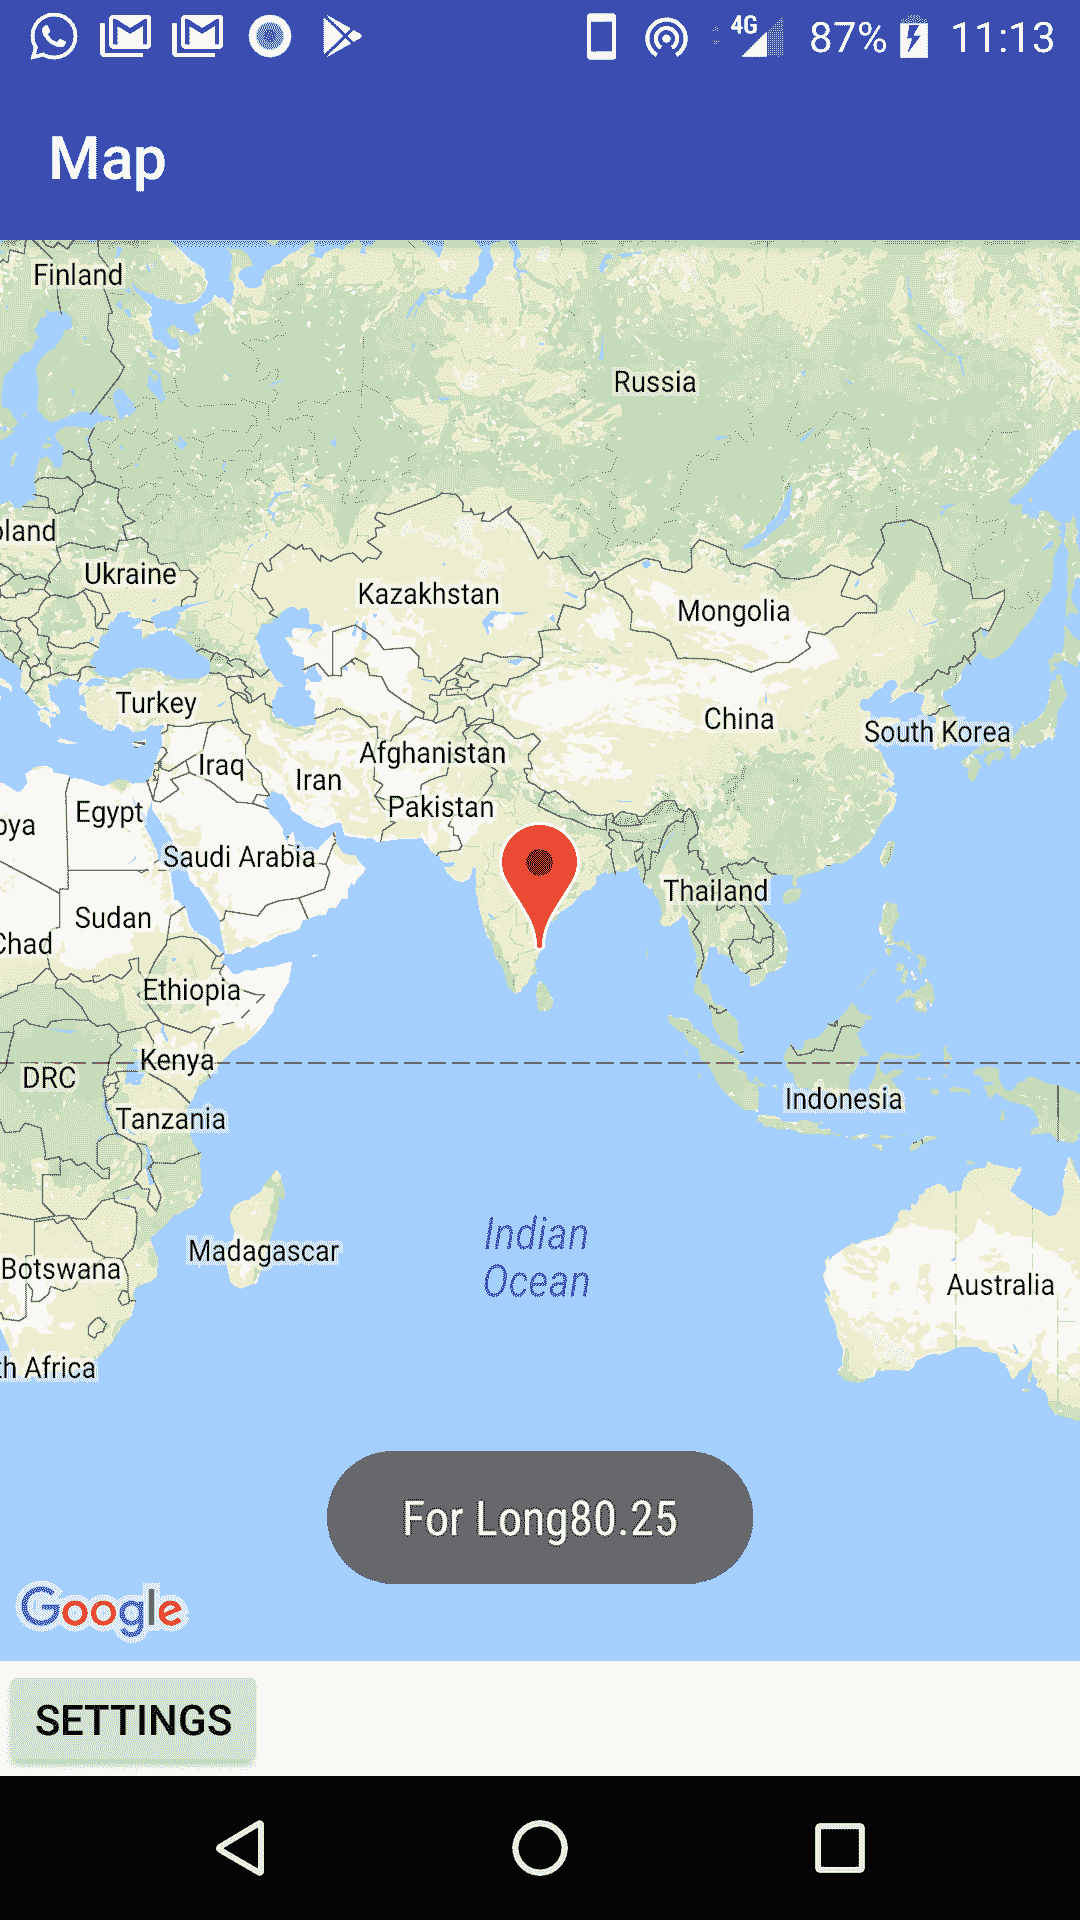 4G 87% 11:13
Map
Finland
Russia
oland
Ukraine
Kazakhstan
Mongolia
Turkey
China
South Korea
Afghanistan
Iraq
Iran
Pakistan
Egypt
bya
Saudi Arabia
Thailand
Sudan
Chad
Ethiopia
Kenya
DRC
Indonesia
Tanzania
Indian
Ocean
Madagascar
Botswana
Australia
th Africa
For Long80.25
Google
SETTINGS